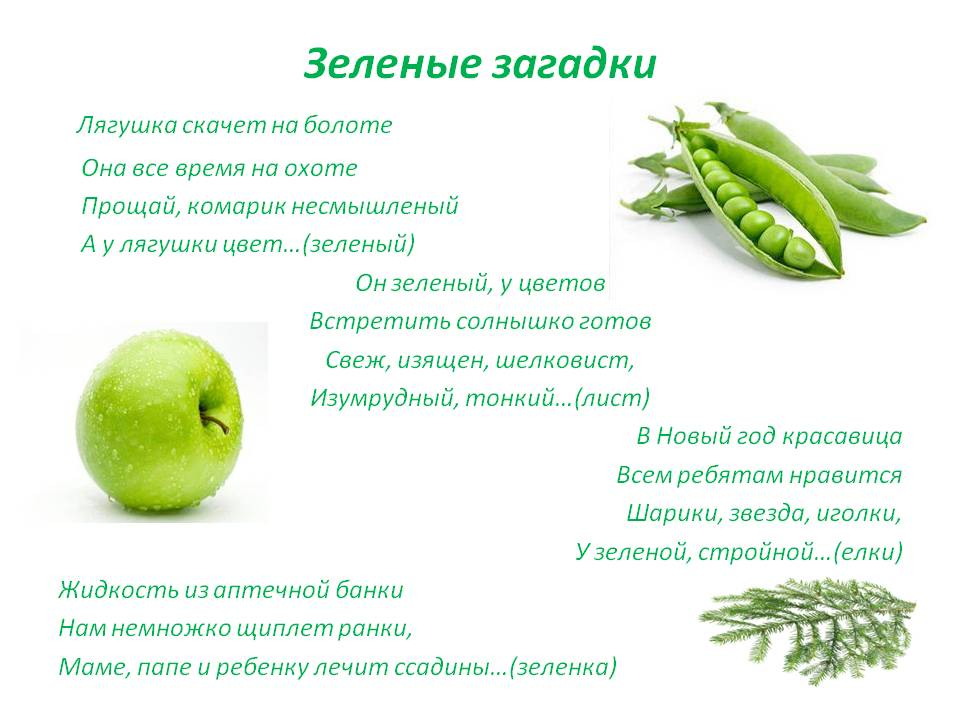 Зеленые загадки
Лягушка скачет на болоте
Она все время на охоте
Прощай, комарик несмышленый
А у лягушки цвет…(зеленый)
Он зеленый, у цветов
Встретить солнышко готов
Свеж, изящен, шелковист,
Изумрудный, тонкий…(лист)
В Новый год красавица
Всем ребятам нравится
Шарики, звезда, иголки,
У зеленой, стройной…(елки)
Жидкость из аптечной банки
Нам немножко щиплет ранки,
Маме, папе и ребенку лечит ссадины…(зеленка)